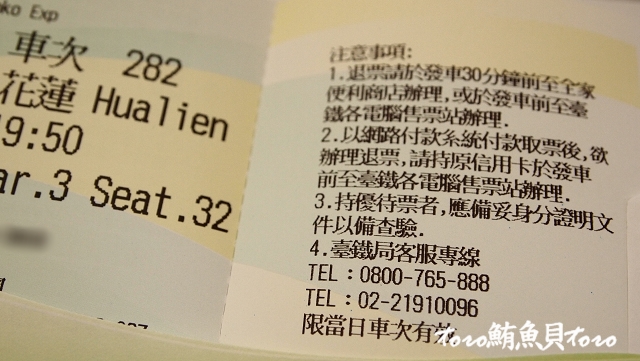 ko Exp
車次 282
花蓮 Hualien
19:50
ar.3 Seat.32
注意事項:
1.退票請於發車30分鐘前至全家
便利商店辦理,或於發車前至臺
鐵各電腦售票站辦理.
2.以網路付款系統付款取票後,欲
辦理退票,請持原信用卡於發車
前至臺鐵各電腦售票站辦理.
3.持優待票者,應備妥身分證明文
件以備查驗.
4.臺鐵局客服專線
TEL:0800-765-888
TEL:02-21910096
限當日車次有效
Toro鮪魚貝Toro